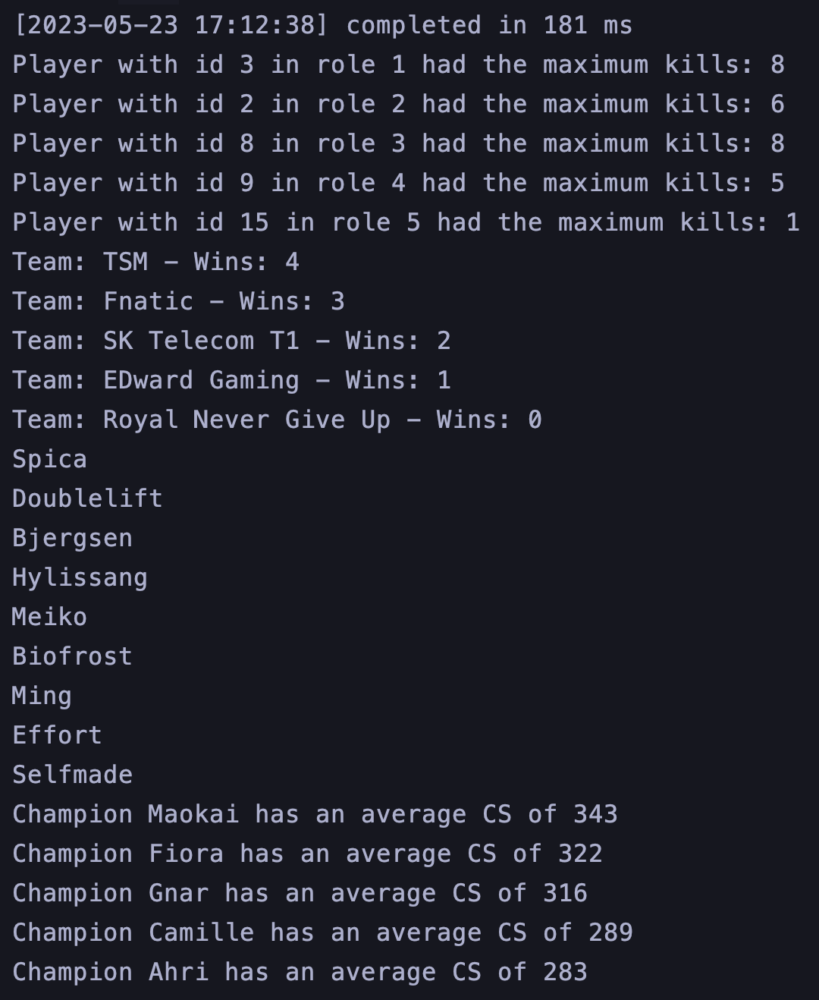 [2023-05-23 17:12:38] completed in 181 ms
Player with id 3 in role 1 had the maximum kills: 8
Player with id 2 in role 2 had the maximum kills: 6
Player with id 8 in role 3 had the maximum kills: 8
Player with id 9 in role 4 had the maximum kills: 5
Player with id 15 in role 5 had the maximum kills: 1
Team: TSM - Wins: 4
Team: Fnatic - Wins: 3
Team: SK Telecom T1 - Wins: 2
Team: EDward Gaming - Wins: 1
Team: Royal Never Give Up - Wins: 0
Spica
Doublelift
Bjergsen
Hylissang
Meiko
Biofrost
Ming
Effort
Selfmade
Champion Maokai has an average CS of 343
Champion Fiora has an average CS of 322
Champion Gnar has an average CS of 316
Champion Camille has an average CS of 289
Champion Ahri has an average CS of 283